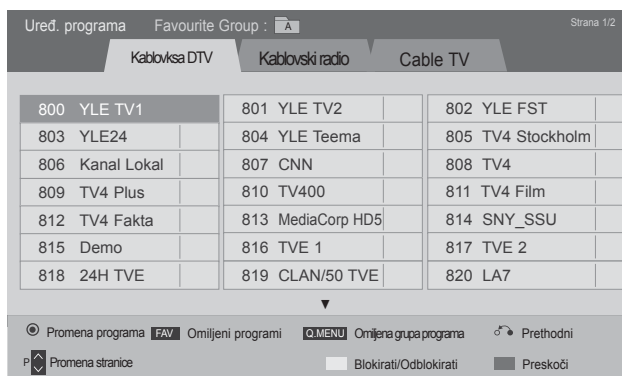 Uređ. programa Favourite Group : A Strana 1/2
Kablovksa DTV Kablovski radio Cable TV
800 YLE TV1 801 YLE TV2 802 YLE FST
803 YLE24 804 YLE Teema 805 TV4 Stockholm
806 Kanal Lokal 807 CNN 808 TV4
809 TV4 Plus 810 TV400 811 TV4 Film
812 TV4 Fakta 813 MediaCorp HD5 814 SNY_SSU
815 Demo 816 TVE 1 817 TVE 2
818 24H TVE 819 CLAN/50 TVE 820 LA7
Promena programa FAV Omiljeni programi Q.MENU Omiljena grupa programa Prethodni
P Promena stranice Blokirati/Odblokirati Preskoči